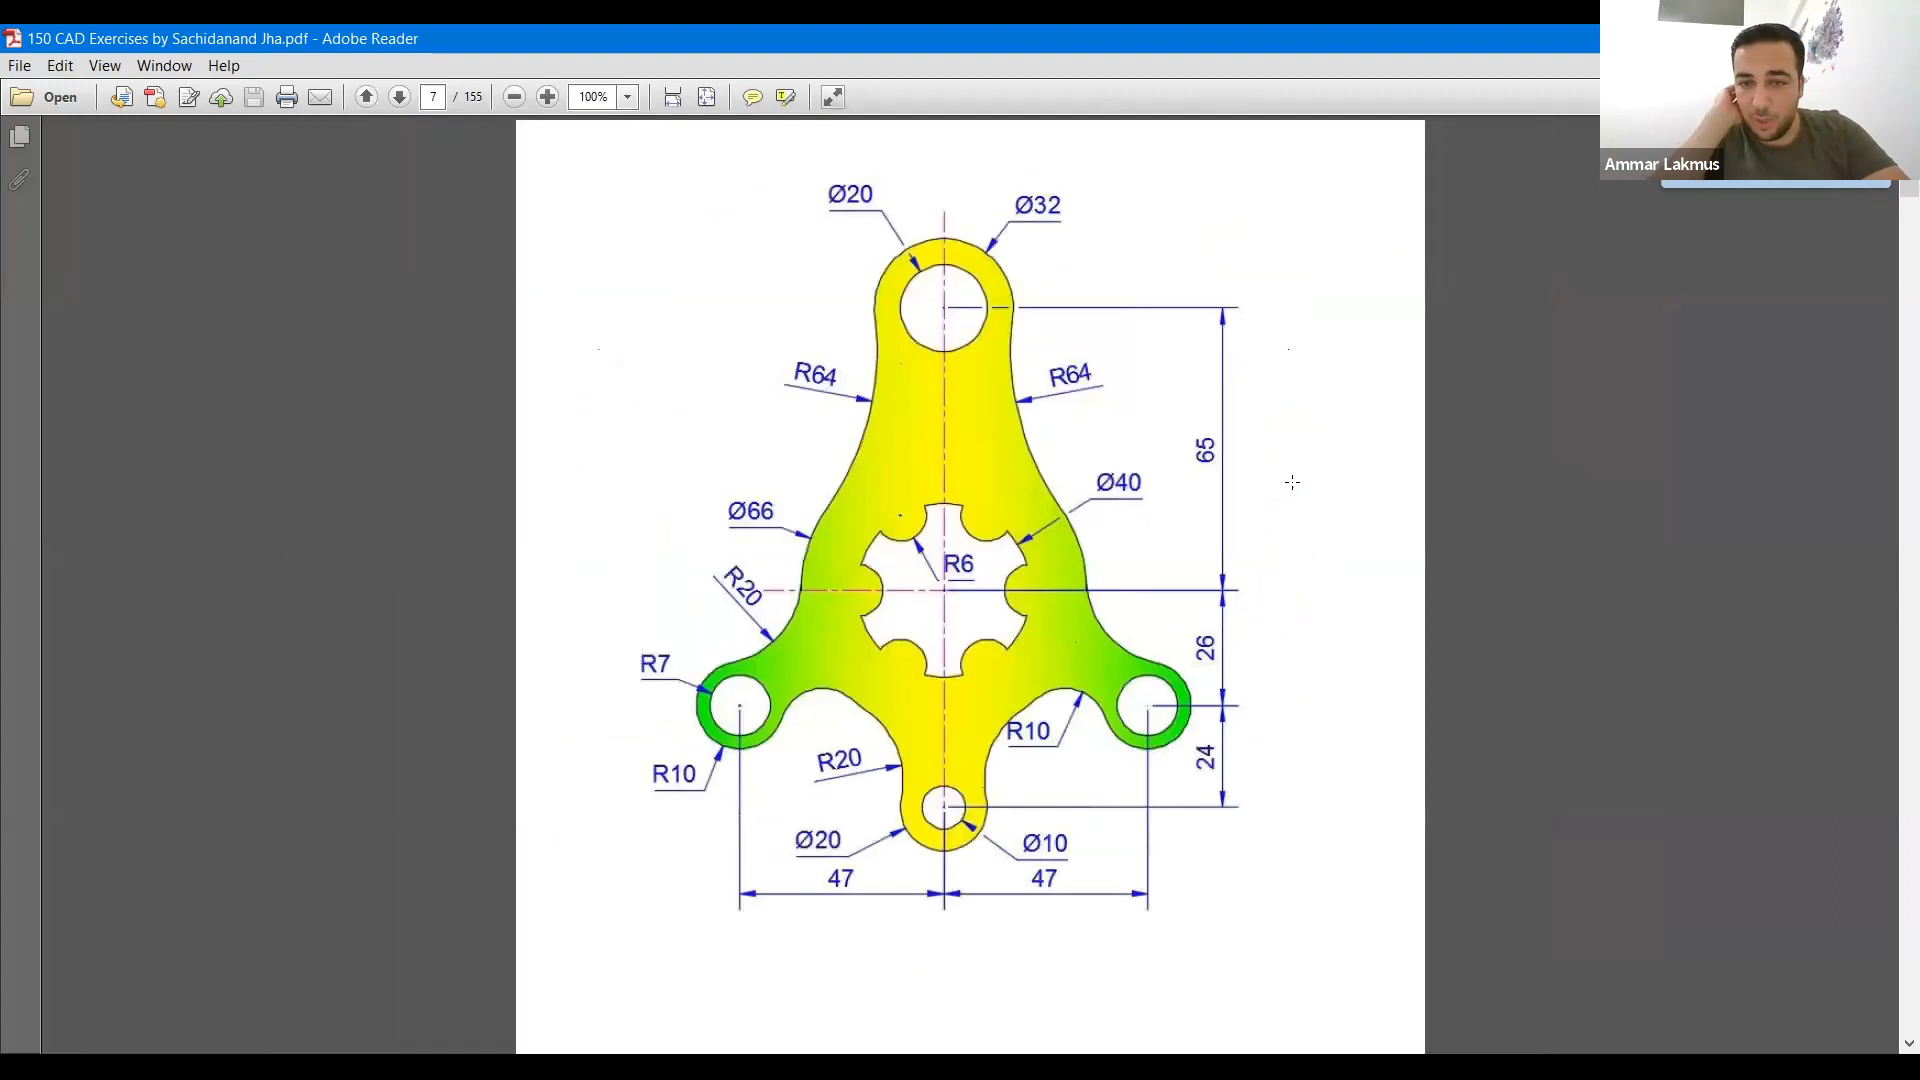 150 CAD Exercises by Sachidanand Jha.pdf - Adobe Reader
File Edit View Window Help
Open 7 / 155 100%
Ammar Lakmus
Ø20
Ø32
R64
R64
65
Ø40
Ø66
R6
R20
26
R7
R10
24
R20
R10
Ø20
Ø10
47
47